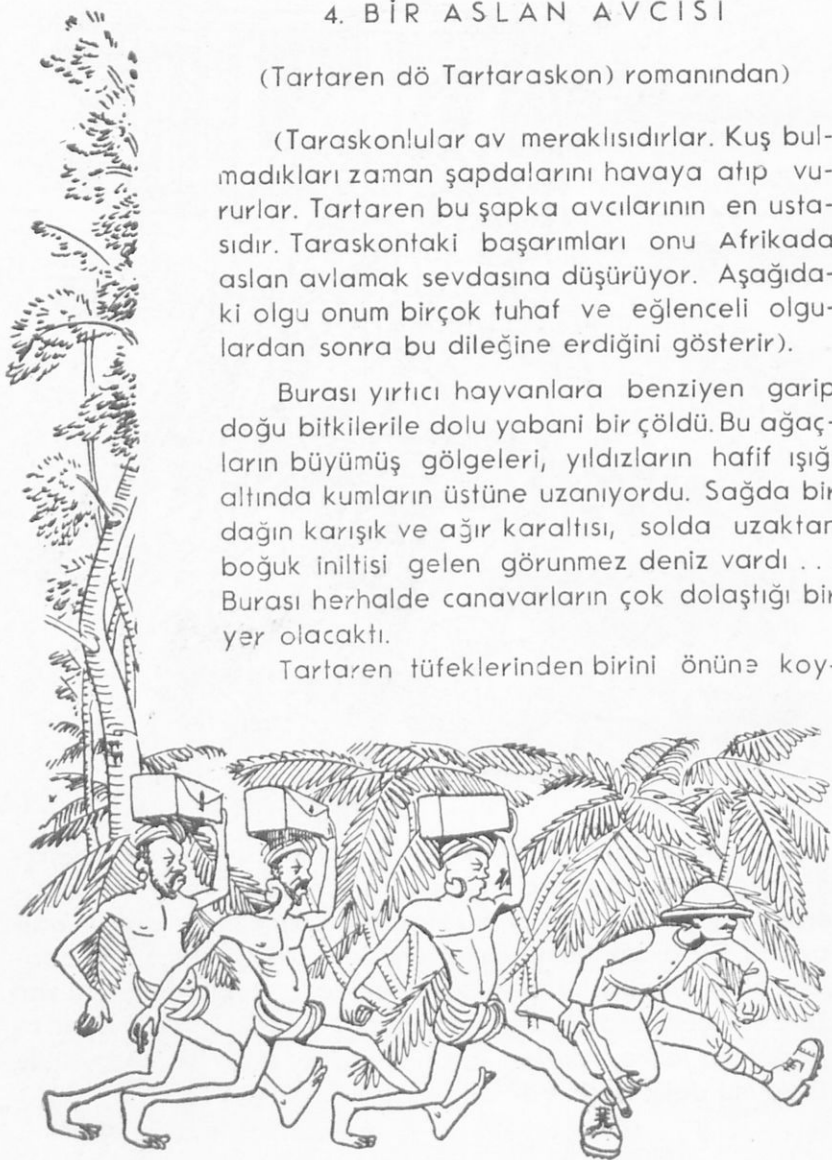 4. BİR ASLAN AVCISI
(Tartaren dö Tartaraskon) romanından)
(Taraskonlular av meraklısıdırlar. Kuş bul-
madıkları zaman şapdalarını havaya atıp vu-
rurlar. Tartaren bu şapka avcılarının en usta-
sıdır. Taraskontaki başarımları onu Afrikada
aslan avlamak sevdasına düşürüyor. Aşağıda-
ki olgu onum birçok tuhaf ve eğlenceli olgu-
lardan sonra bu dileğine erdiğini gösterir).
Burası yırtıcı hayvanlara benziyen garip
doğu bitkilerile dolu yabani bir çöldü. Bu ağaç-
ların büyümüş gölgeleri, yıldızların hafif ışığı
altında kumların üstüne uzanıyordu. Sağda bir
dağın karışık ve ağır karaltısı, solda uzaktan
boğuk iniltisi gelen görunmez deniz vardı . .
Burası herhalde canavarların çok dolaştığı bir
yer olacaktı.
Tartaren tüfeklerinden birini önüne koy-